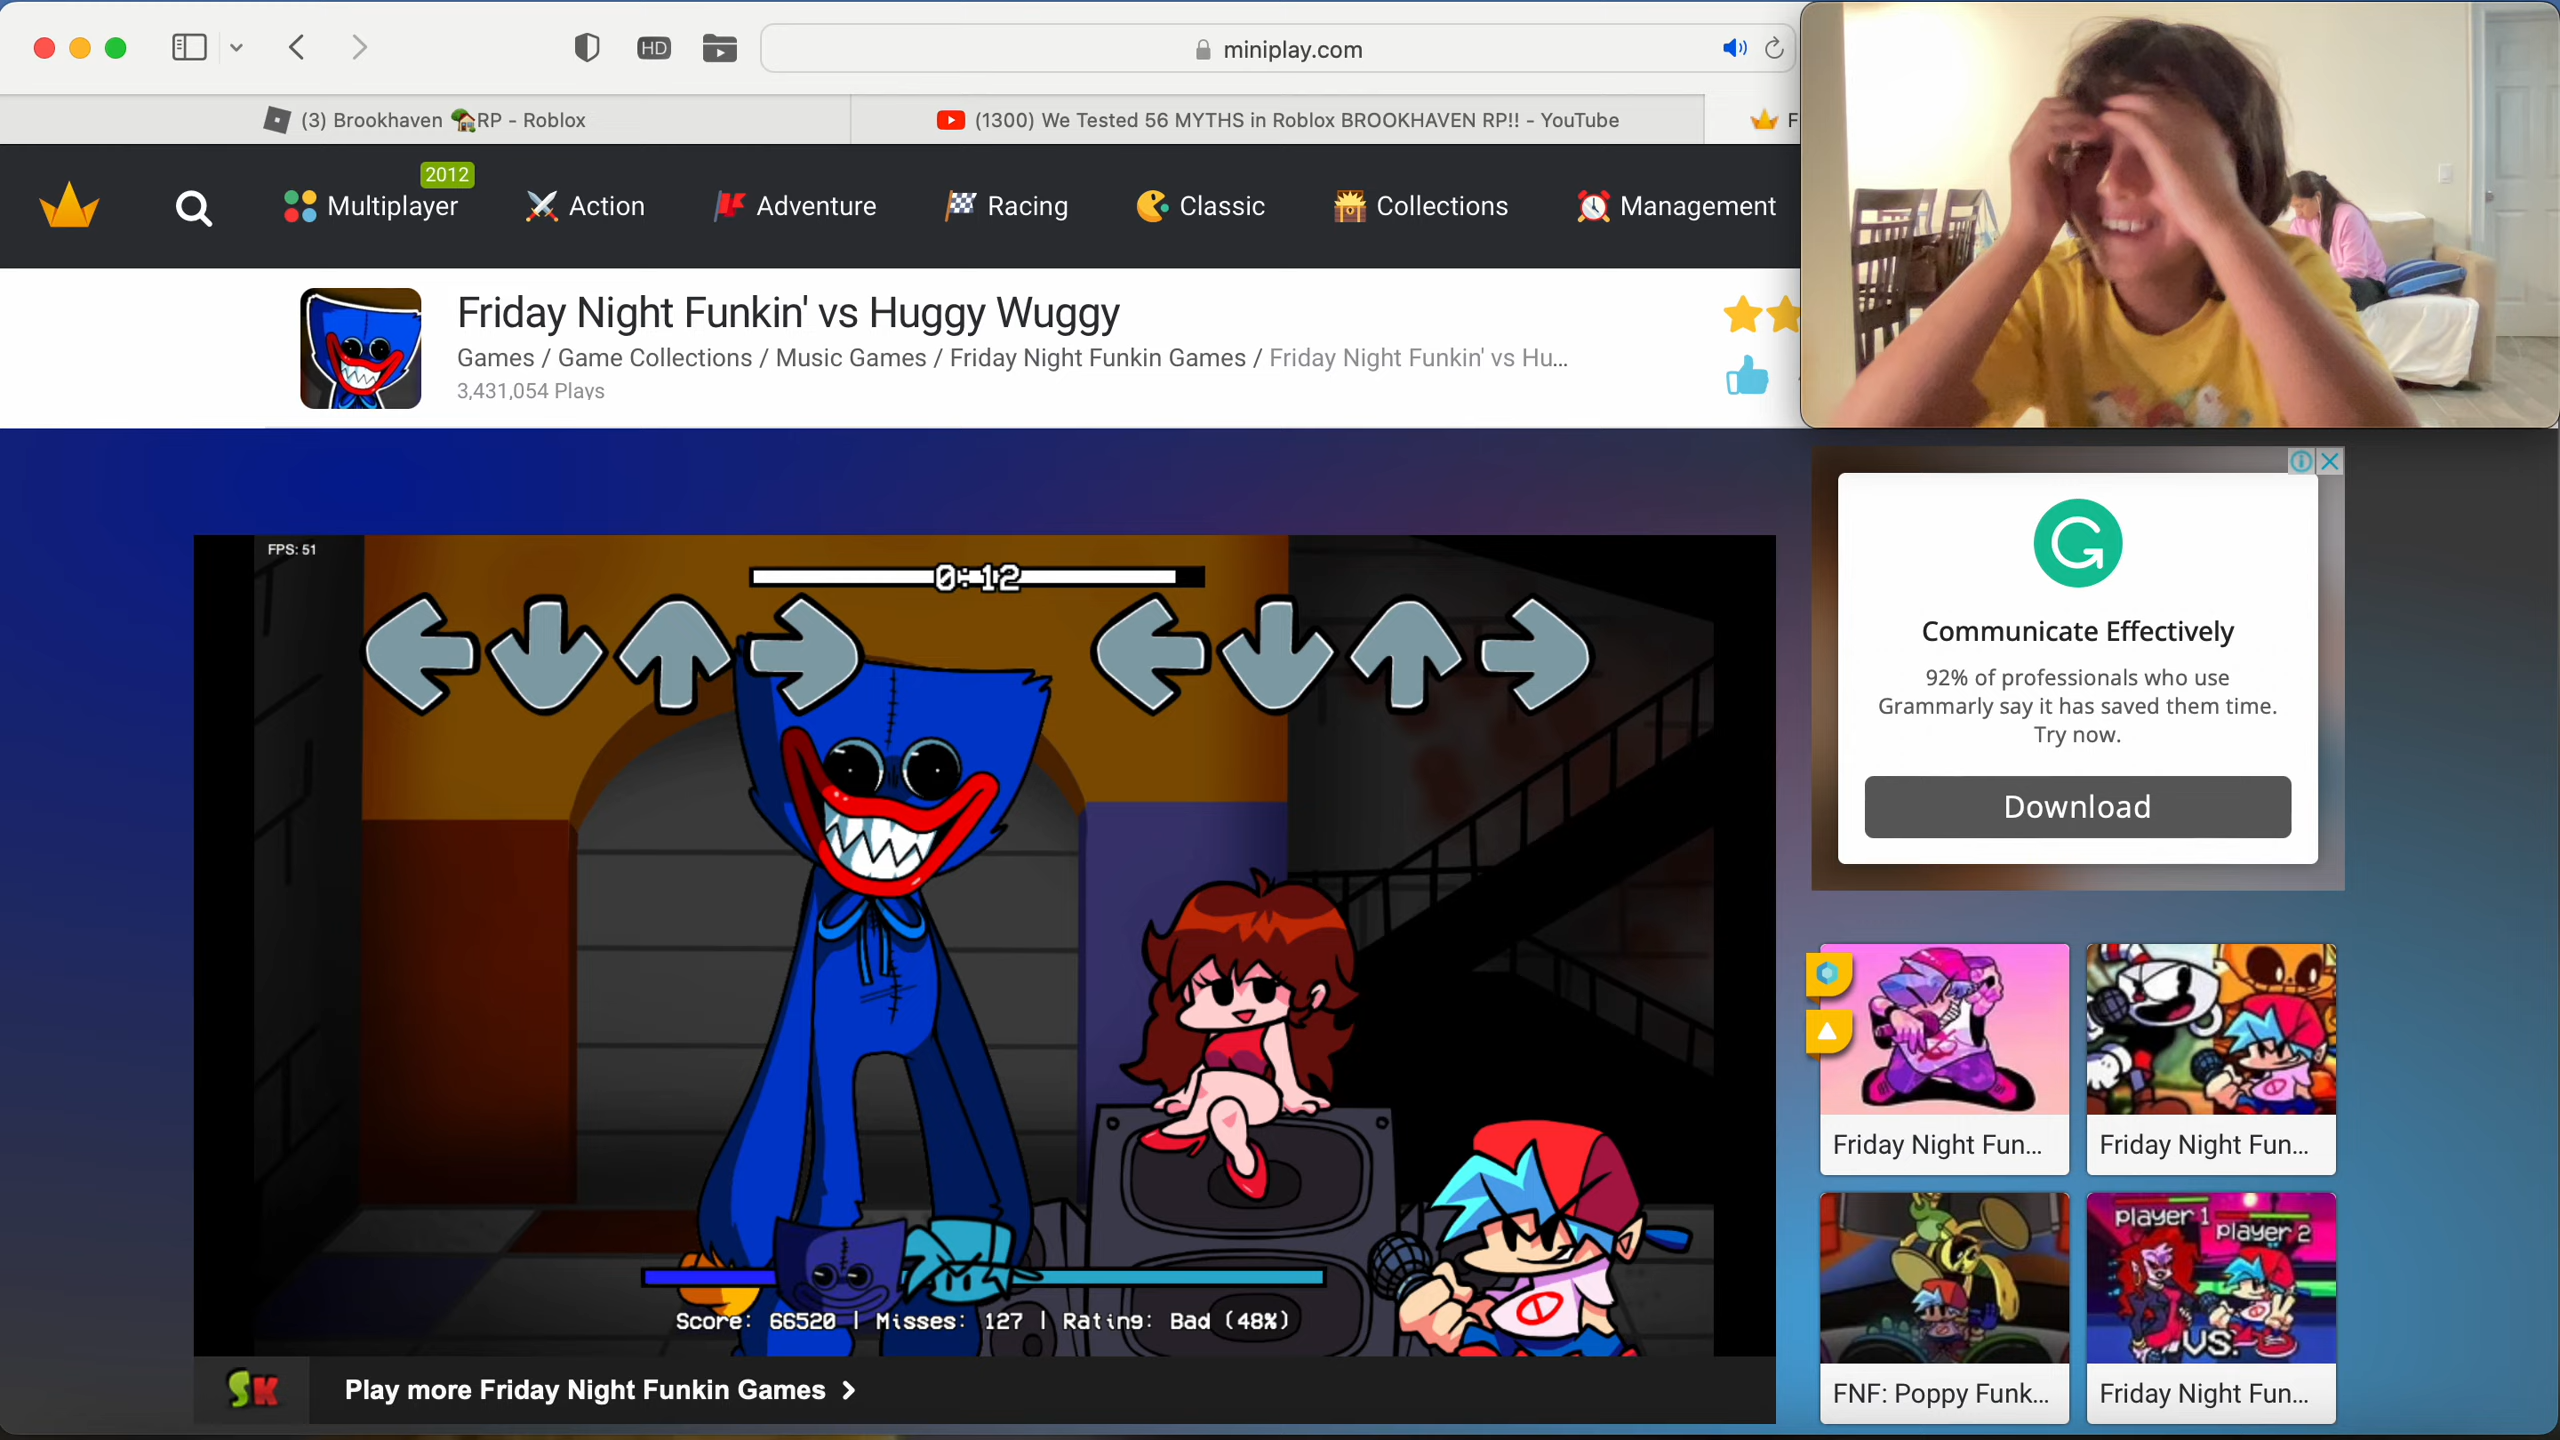 HD
miniplay.com
(3) Brookhaven 🏡RP - Roblox
(1300) We Tested 56 MYTHS in Roblox BROOKHAVEN RP!! - YouTube
F
2012
Multiplayer
Action
Adventure
Racing
Classic
Collections
Management
Friday Night Funkin' vs Huggy Wuggy
Games / Game Collections / Music Games / Friday Night Funkin Games / Friday Night Funkin' vs Hu...
3,431,054 Plays
FPS: 51
0:12
Score: 66520 | Misses: 127 | Rating: Bad (48%)
SK
Play more Friday Night Funkin Games
G
Communicate Effectively
92% of professionals who use
Grammarly say it has saved them time.
Try now.
Download
Friday Night Fun...
Friday Night Fun...
player 1
player 2
VS.
FNF: Poppy Funk...
Friday Night Fun...